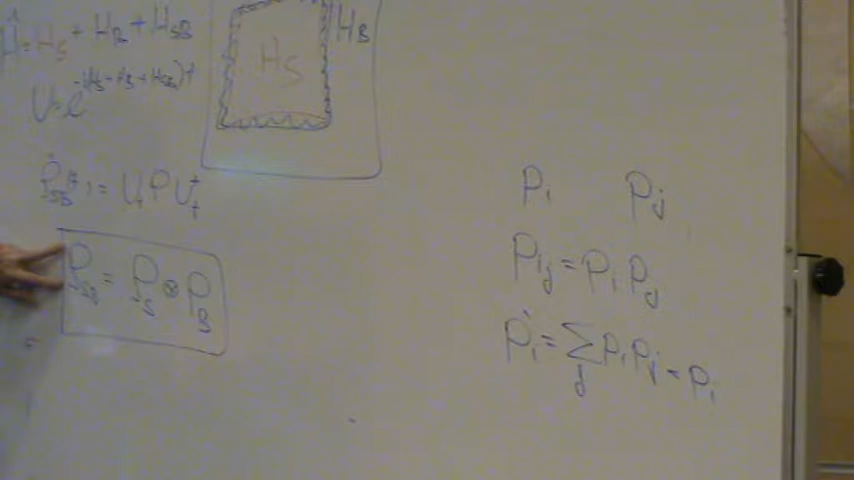 Ĥ = H_S + H_B + H_SB
H_B
H_S
U = e^{-i(H_S + H_B + H_SB)t}
U_t ρ U_t^†
P_i P_j
ρ_SB = ρ_S ⊗ ρ_B
P_ij = P_i P_j
P_i = Σ_j P_i P_j = P_i